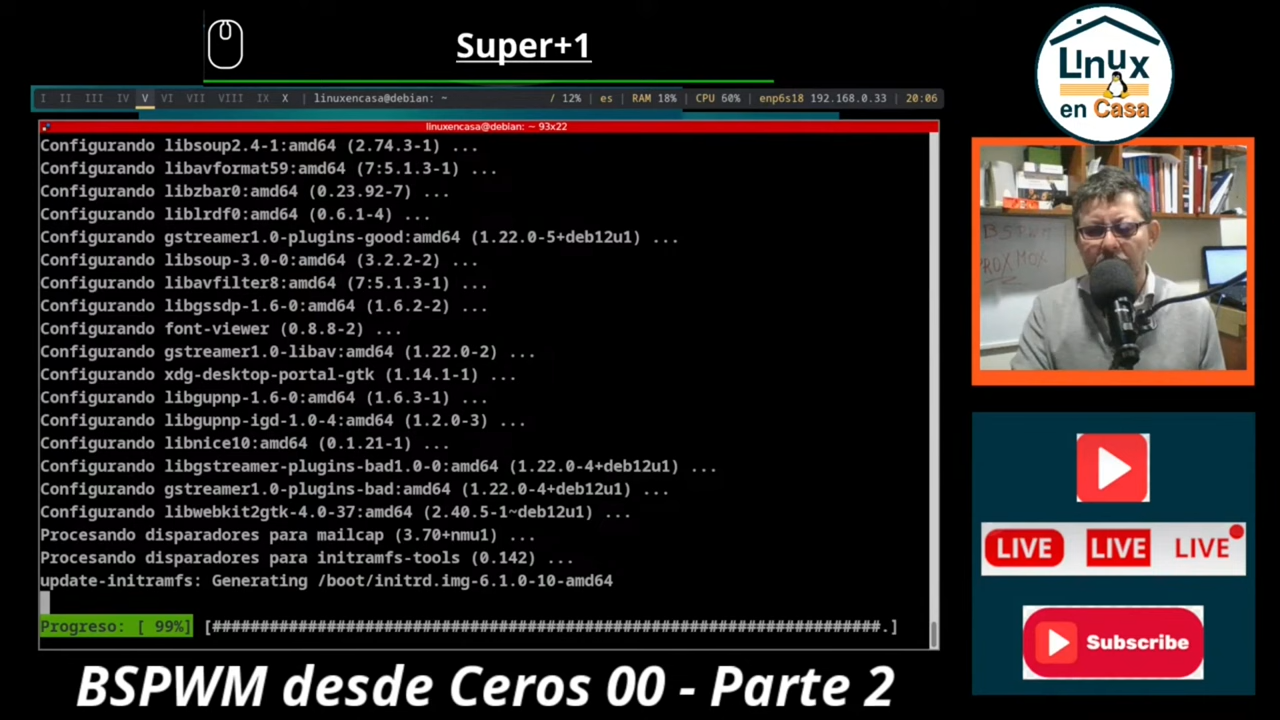 Super+1
Linux
en Casa
I II III IV V VI VII VIII IX X | linuxencasa@debian: ~ / 12% | es | RAM 18% | CPU 60% | enp6s18 192.168.0.33 | 20:06
linuxencasa@debian: ~ 93x22
Configurando libsoup2.4-1:amd64 (2.74.3-1) ...
Configurando libavformat59:amd64 (7:5.1.3-1) ...
Configurando libzbar0:amd64 (0.23.92-7) ...
Configurando liblrdf0:amd64 (0.6.1-4) ...
Configurando gstreamer1.0-plugins-good:amd64 (1.22.0-5+deb12u1) ...
Configurando libsoup-3.0-0:amd64 (3.2.2-2) ...
Configurando libavfilter8:amd64 (7:5.1.3-1) ...
Configurando libgssdp-1.6-0:amd64 (1.6.2-2) ...
Configurando font-viewer (0.8.8-2) ...
Configurando gstreamer1.0-libav:amd64 (1.22.0-2) ...
Configurando xdg-desktop-portal-gtk (1.14.1-1) ...
Configurando libgupnp-1.6-0:amd64 (1.6.3-1) ...
Configurando libgupnp-igd-1.0-4:amd64 (1.2.0-3) ...
Configurando libnice10:amd64 (0.1.21-1) ...
Configurando libgstreamer-plugins-bad1.0-0:amd64 (1.22.0-4+deb12u1) ...
Configurando gstreamer1.0-plugins-bad:amd64 (1.22.0-4+deb12u1) ...
Configurando libwebkit2gtk-4.0-37:amd64 (2.40.5-1~deb12u1) ...
Procesando disparadores para mailcap (3.70+nmu1) ...
Procesando disparadores para initramfs-tools (0.142) ...
update-initramfs: Generating /boot/initrd.img-6.1.0-10-amd64
Progreso: [ 99%] [######################################################################.]
BSPWM
PROXMOX
LIVE LIVE LIVE
Subscribe
BSPWM desde Ceros 00 - Parte 2